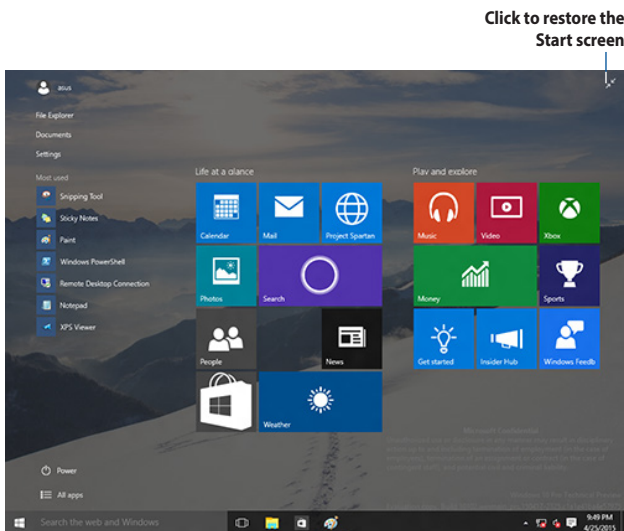 Click to restore the
Start screen
asus
File Explorer
Documents
Settings
Most used
Snipping Tool
Sticky Notes
Paint
Windows PowerShell
Remote Desktop Connection
Notepad
XPS Viewer
Power
All apps
Life at a glance
Calendar
Mail
Project Spartan
Photos
Search
People
News
Weather
Play and explore
Music
Video
Xbox
Money
Sports
Get started
Insider Hub
Windows Feedb
Microsoft Confidential
Search the web and Windows
9:49 PM
4/25/2015